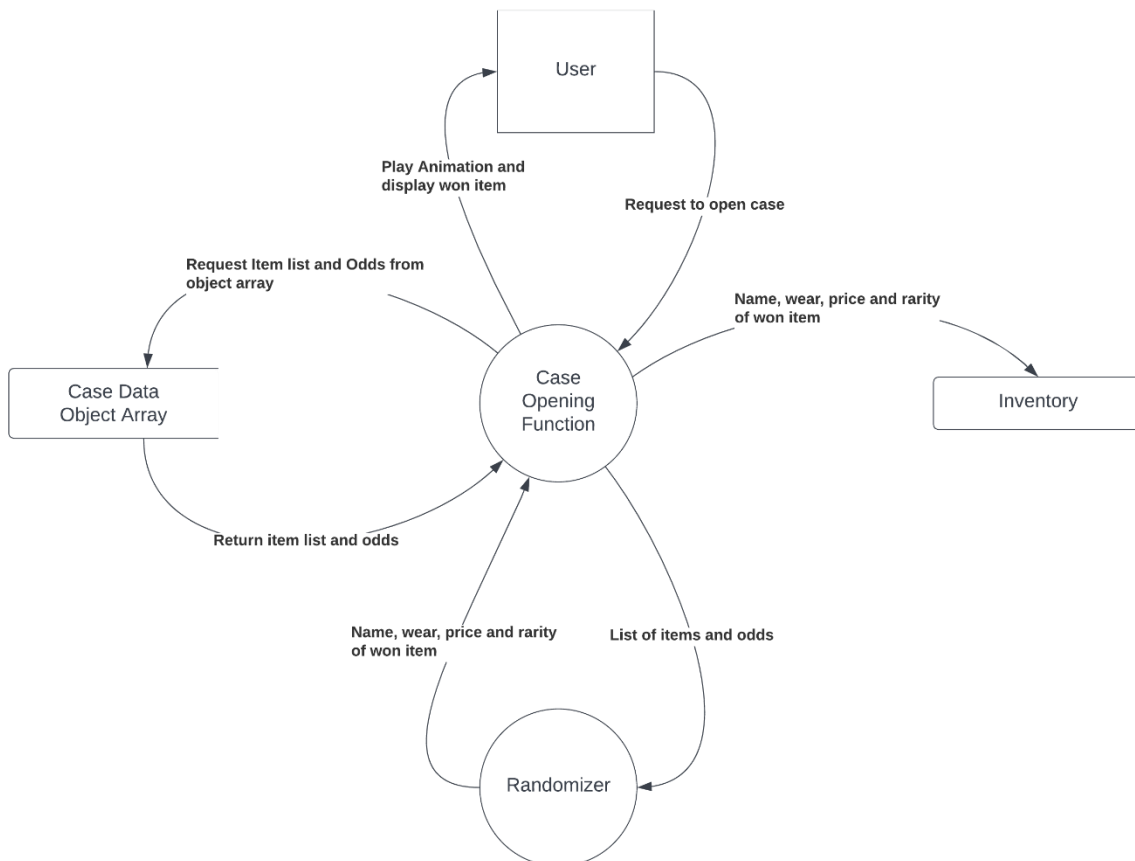 User
Play Animation and
display won item
Request to open case
Request Item list and Odds from
object array
Name, wear, price and rarity
of won item
Case
Opening
Function
Case Data
Object Array
Inventory
Return item list and odds
Name, wear, price and rarity
of won item
List of items and odds
Randomizer